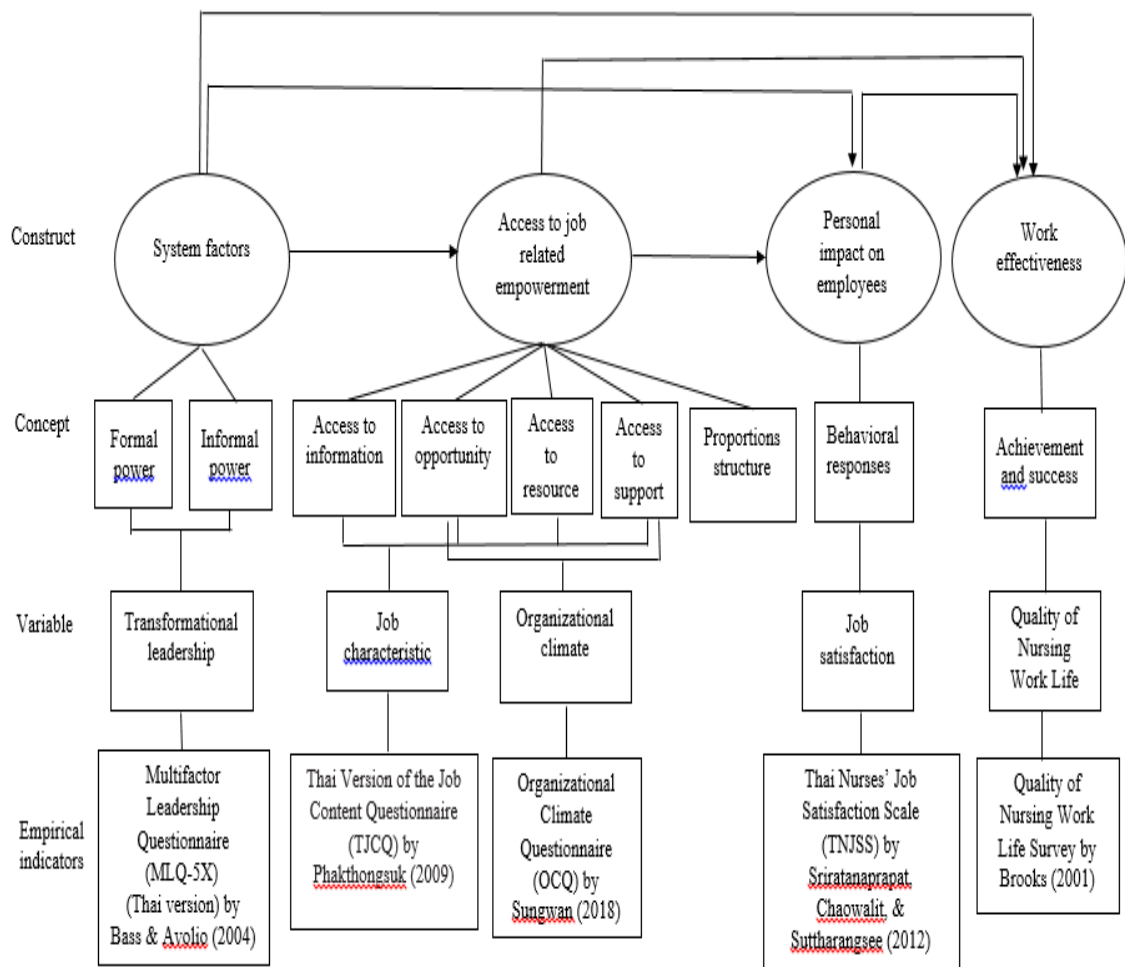 Construct
System factors
Access to job
related
empowerment
Personal
impact on
employees
Work
effectiveness
Concept
Formal
power
Informal
power
Access to
information
Access to
opportunity
Access
to
resource
Access
to
support
Proportions
structure
Behavioral
responses
Achievement
and success
Variable
Transformational
leadership
Job
characteristic
Organizational
climate
Job
satisfaction
Quality of
Nursing
Work Life
Empirical
indicators
Multifactor
Leadership
Questionnaire
(MLQ-5X)
(Thai version) by
Bass & Avolio (2004)
Thai Version of the Job
Content Questionnaire
(TJCQ) by
Phakthongsuk (2009)
Organizational
Climate
Questionnaire
(OCQ) by
Sungwan (2018)
Thai Nurses’ Job
Satisfaction Scale
(TNJSS) by
Sriratanaprapat,
Chaowalit, &
Suttharangsee (2012)
Quality of
Nursing Work
Life Survey by
Brooks (2001)